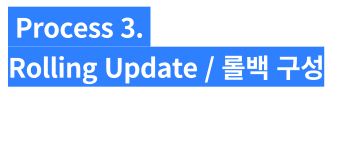 Process 3.
Rolling Update / 롤백 구성